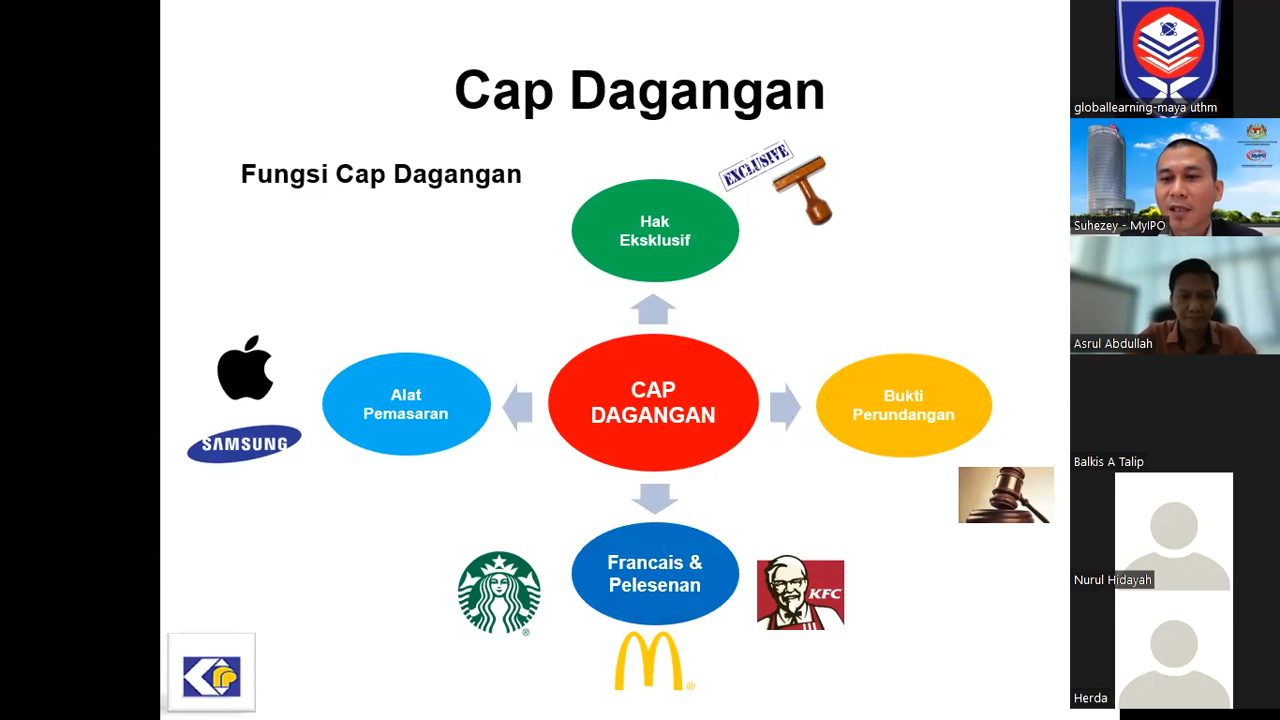 Cap Dagangan
Fungsi Cap Dagangan
EXCLUSIVE
Hak
Eksklusif
Alat
Pemasaran
SAMSUNG
CAP
DAGANGAN
Bukti
Perundangan
Francais &
Pelesenan
KFC
®
®
globallearning-maya uthm
MyIPO
Suhezey - MyIPO
Asrul Abdullah
Balkis A Talip
Nurul Hidayah
Herda